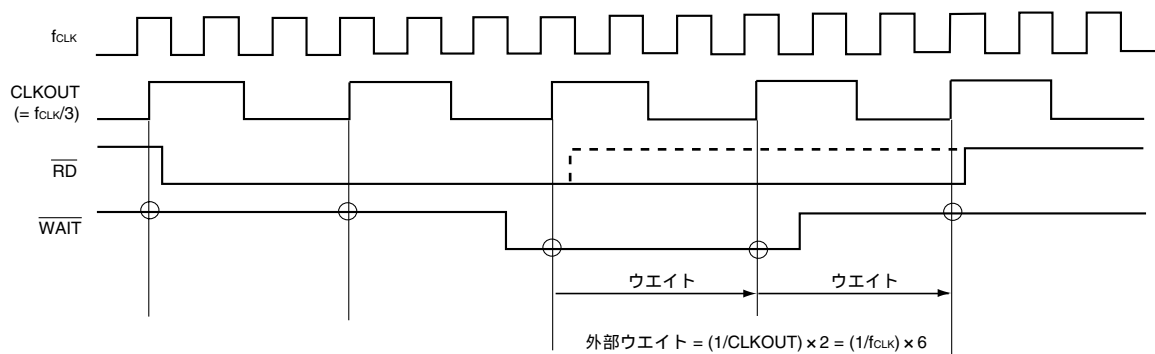 fCLK
CLKOUT
(= fCLK/3)
RD
WAIT
ウエイト
ウエイト
外部ウエイト = (1/CLKOUT) × 2 = (1/fCLK) × 6